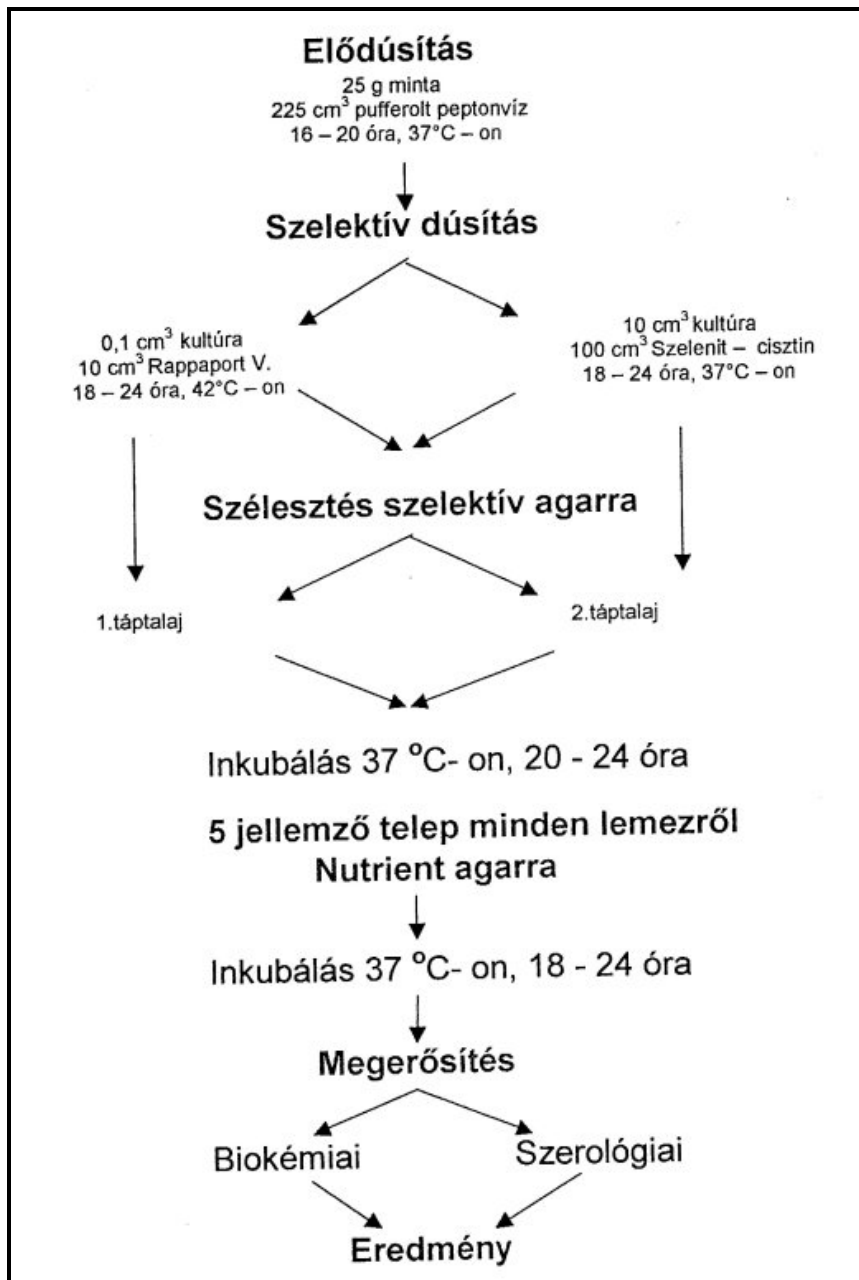 Elődúsítás
25 g minta
225 cm³ pufferolt peptonvíz
16 – 20 óra, 37°C – on
Szelektív dúsítás
0,1 cm³ kultúra
10 cm³ Rappaport V.
18 – 24 óra, 42°C – on
10 cm³ kultúra
100 cm³ Szelenit – cisztin
18 – 24 óra, 37°C – on
Szélesztés szelektív agarra
1.táptalaj
2.táptalaj
Inkubálás 37 °C- on, 20 - 24 óra
5 jellemző telep minden lemezről
Nutrient agarra
Inkubálás 37 °C- on, 18 - 24 óra
Megerősítés
Biokémiai
Szerológiai
Eredmény